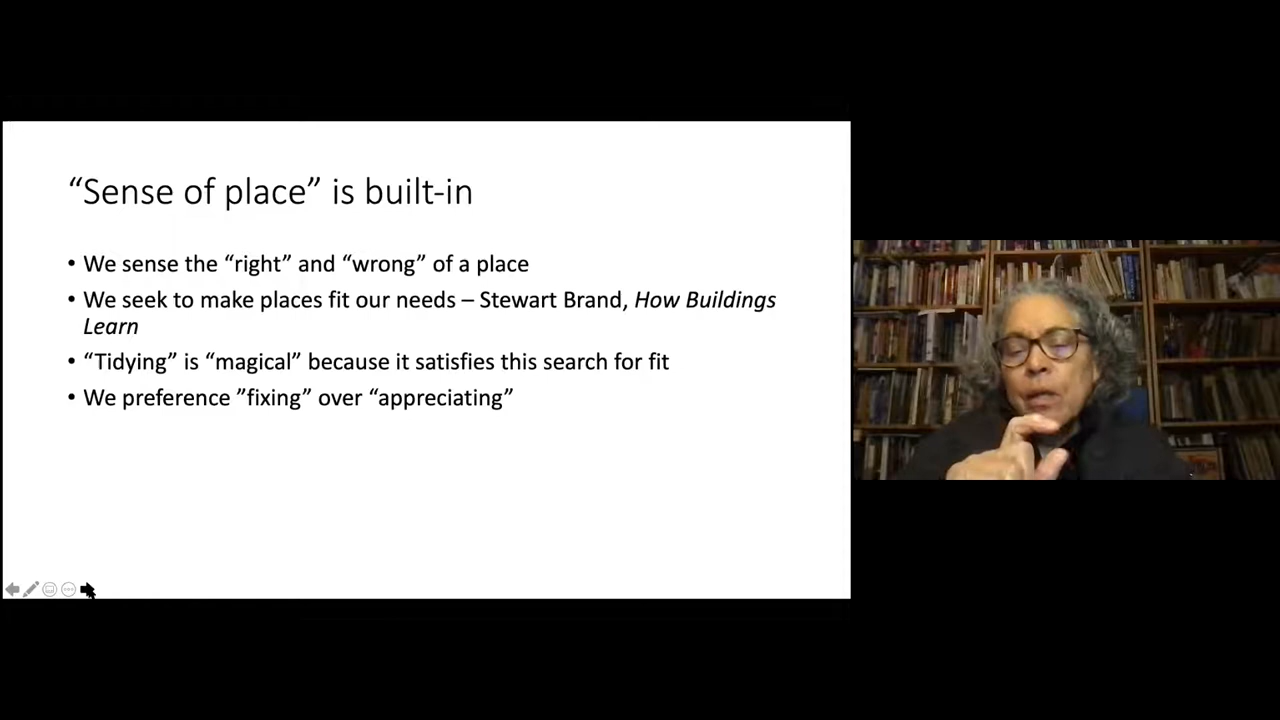 “Sense of place” is built-in
• We sense the “right” and “wrong” of a place
• We seek to make places fit our needs – Stewart Brand, How Buildings
Learn
• “Tidying” is “magical” because it satisfies this search for fit
• We preference ”fixing” over “appreciating”